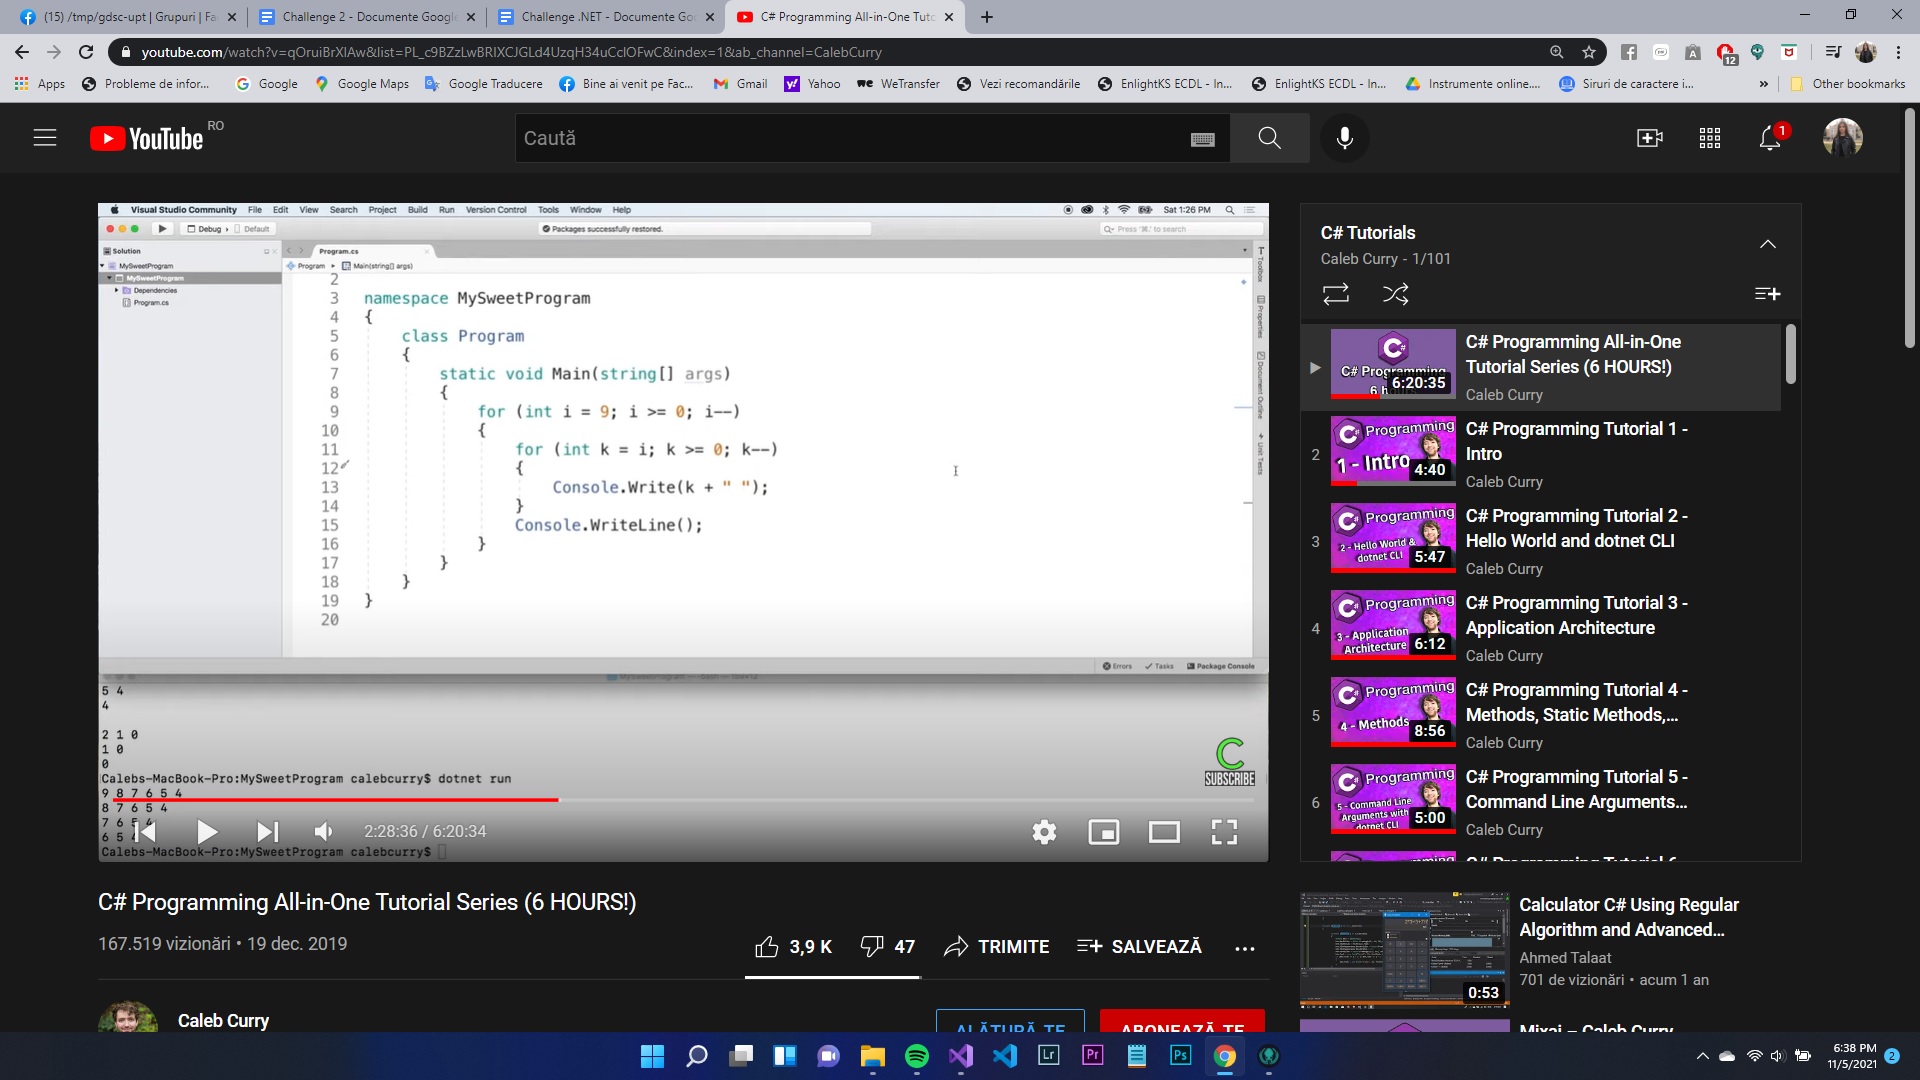 (15) /tmp/gdsc-upt | Grupuri | Fa
Challenge 2 - Documente Google
Challenge .NET - Documente Go
C# Programming All-in-One Tuto
youtube.com/watch?v=qOruiBrXlAw&list=PL_c9BZzLwBRIXCJGLd4UzqH34uCclOFwC&index=1&ab_channel=CalebCurry
12
Apps
Probleme de infor...
Google
Google Maps
Google Traducere
Bine ai venit pe Fac...
Gmail
Yahoo
WeTransfer
Vezi recomandările
EnlightKS ECDL - In...
EnlightKS ECDL - In...
Instrumente online....
Siruri de caractere i...
»
Other bookmarks
YouTube RO
Caută
1
Visual Studio Community File Edit View Search Project Build Run Version Control Tools Window Help
Sat 1:26 PM
Debug › Default
Packages successfully restored.
Press '⌘.' to search
Solution
Program.cs
MySweetProgram
Program
Main(string[] args)
MySweetProgram
Dependencies
Program.cs
Toolbox
Properties
Document Outline
Unit Tests
2
3 namespace MySweetProgram
4 {
5 class Program
6 {
7 static void Main(string[] args)
8 {
9 for (int i = 9; i >= 0; i--)
10 {
11 for (int k = i; k >= 0; k--)
12 {
13 Console.Write(k + " ");
14 }
15 Console.WriteLine();
16 }
17 }
18 }
19 }
20
Errors
Tasks
Package Console
5 4
4
2 1 0
1 0
0
Calebs-MacBook-Pro:MySweetProgram calebcurry$ dotnet run
9 8 7 6 5 4
8 7 6 5 4
7 6 5 4
6 5
Calebs-MacBook-Pro:MySweetProgram calebcurry$
C
SUBSCRIBE
2:28:36 / 6:20:34
C# Programming All-in-One Tutorial Series (6 HOURS!)
167.519 vizionări • 19 dec. 2019
3,9 K
47
TRIMITE
SALVEAZĂ
Caleb Curry
ALĂTURĂ-TE
ABONEAZĂ-TE
C# Tutorials
Caleb Curry - 1/101
C#
C# Programming
6:20:35
C# Programming All-in-One
Tutorial Series (6 HOURS!)
Caleb Curry
2
Programming
1 - Intro
4:40
C# Programming Tutorial 1 -
Intro
Caleb Curry
3
Programming
2 - Hello World &
dotnet CLI
5:47
C# Programming Tutorial 2 -
Hello World and dotnet CLI
Caleb Curry
4
Programming
3 - Application
Architecture
6:12
C# Programming Tutorial 3 -
Application Architecture
Caleb Curry
5
Programming
4 - Methods
8:56
C# Programming Tutorial 4 -
Methods, Static Methods,...
Caleb Curry
6
Programming
5 - Command Line
Arguments with
dotnet CLI
5:00
C# Programming Tutorial 5 -
Command Line Arguments...
Caleb Curry
C# Programming Tutorial 6
0:53
Calculator C# Using Regular
Algorithm and Advanced...
Ahmed Talaat
701 de vizionări • acum 1 an
Mixaj – Caleb Curry
Lr
Pr
Ps
6:38 PM
11/5/2021
2